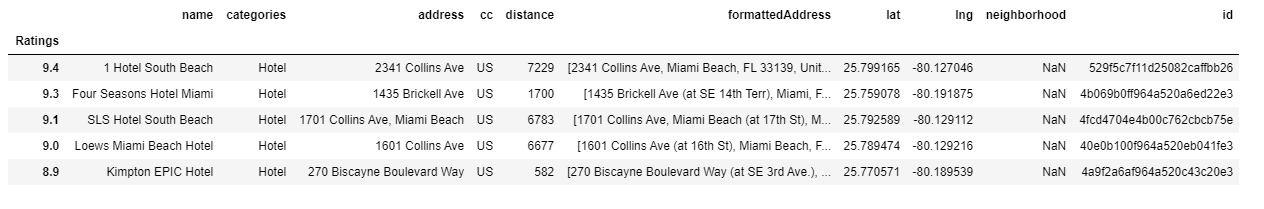 name categories address cc distance formattedAddress lat lng neighborhood id
Ratings
9.4 1 Hotel South Beach Hotel 2341 Collins Ave US 7229 [2341 Collins Ave, Miami Beach, FL 33139, Unit... 25.799165 -80.127046 NaN 529f5c7f11d25082caffbb26
9.3 Four Seasons Hotel Miami Hotel 1435 Brickell Ave US 1700 [1435 Brickell Ave (at SE 14th Terr), Miami, F... 25.759078 -80.191875 NaN 4b069b0ff964a520a6ed22e3
9.1 SLS Hotel South Beach Hotel 1701 Collins Ave, Miami Beach US 6783 [1701 Collins Ave, Miami Beach (at 17th St), M... 25.792589 -80.129112 NaN 4fcd4704e4b00c762cbcb75e
9.0 Loews Miami Beach Hotel Hotel 1601 Collins Ave US 6677 [1601 Collins Ave (at 16th St), Miami Beach, F... 25.789474 -80.129216 NaN 40e0b100f964a520eb041fe3
8.9 Kimpton EPIC Hotel Hotel 270 Biscayne Boulevard Way US 582 [270 Biscayne Boulevard Way (at SE 3rd Ave.), ... 25.770571 -80.189539 NaN 4a9f2a6af964a520c43c20e3